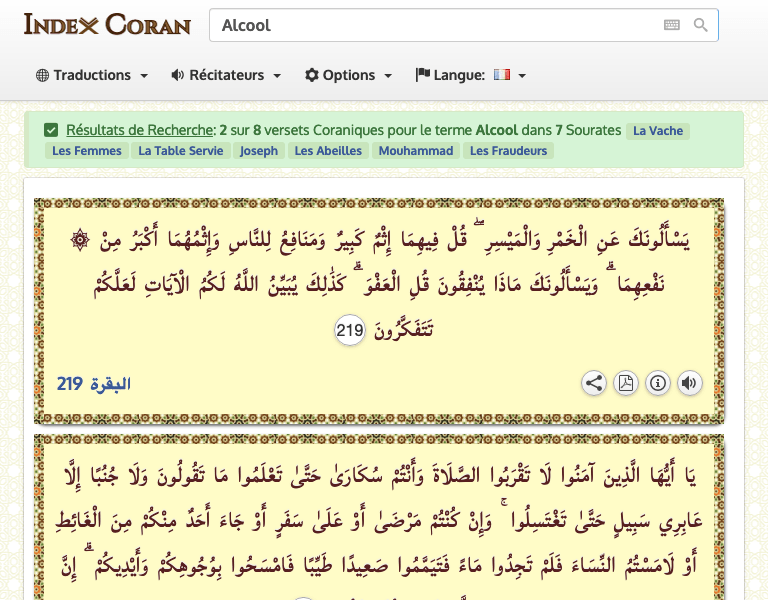 INDEX CORAN
Alcool
Traductions Récitateurs Options Langue:
Résultats de Recherche: 2 sur 8 versets Coraniques pour le terme Alcool dans 7 Sourates La Vache
Les Femmes La Table Servie Joseph Les Abeilles Mouhammad Les Fraudeurs
يَسْأَلُونَكَ عَنِ الْخَمْرِ وَالْمَيْسِرِ ۖ قُلْ فِيهِمَا إِثْمٌ كَبِيرٌ وَمَنَافِعُ لِلنَّاسِ وَإِثْمُهُمَا أَكْبَرُ مِنْ ۞
نَفْعِهِمَا ۗ وَيَسْأَلُونَكَ مَاذَا يُنْفِقُونَ قُلِ الْعَفْوَ ۗ كَذَٰلِكَ يُبَيِّنُ اللَّهُ لَكُمُ الْآيَاتِ لَعَلَّكُمْ
تَتَفَكَّرُونَ 219
البقرة 219
يَا أَيُّهَا الَّذِينَ آمَنُوا لَا تَقْرَبُوا الصَّلَاةَ وَأَنْتُمْ سُكَارَىٰ حَتَّىٰ تَعْلَمُوا مَا تَقُولُونَ وَلَا جُنُبًا إِلَّا
عَابِرِي سَبِيلٍ حَتَّىٰ تَغْتَسِلُوا ۚ وَإِنْ كُنْتُمْ مَرْضَىٰ أَوْ عَلَىٰ سَفَرٍ أَوْ جَاءَ أَحَدٌ مِنْكُمْ مِنَ الْغَائِطِ
أَوْ لَامَسْتُمُ النِّسَاءَ فَلَمْ تَجِدُوا مَاءً فَتَيَمَّمُوا صَعِيدًا طَيِّبًا فَامْسَحُوا بِوُجُوهِكُمْ وَأَيْدِيكُمْ ۗ إِنَّ